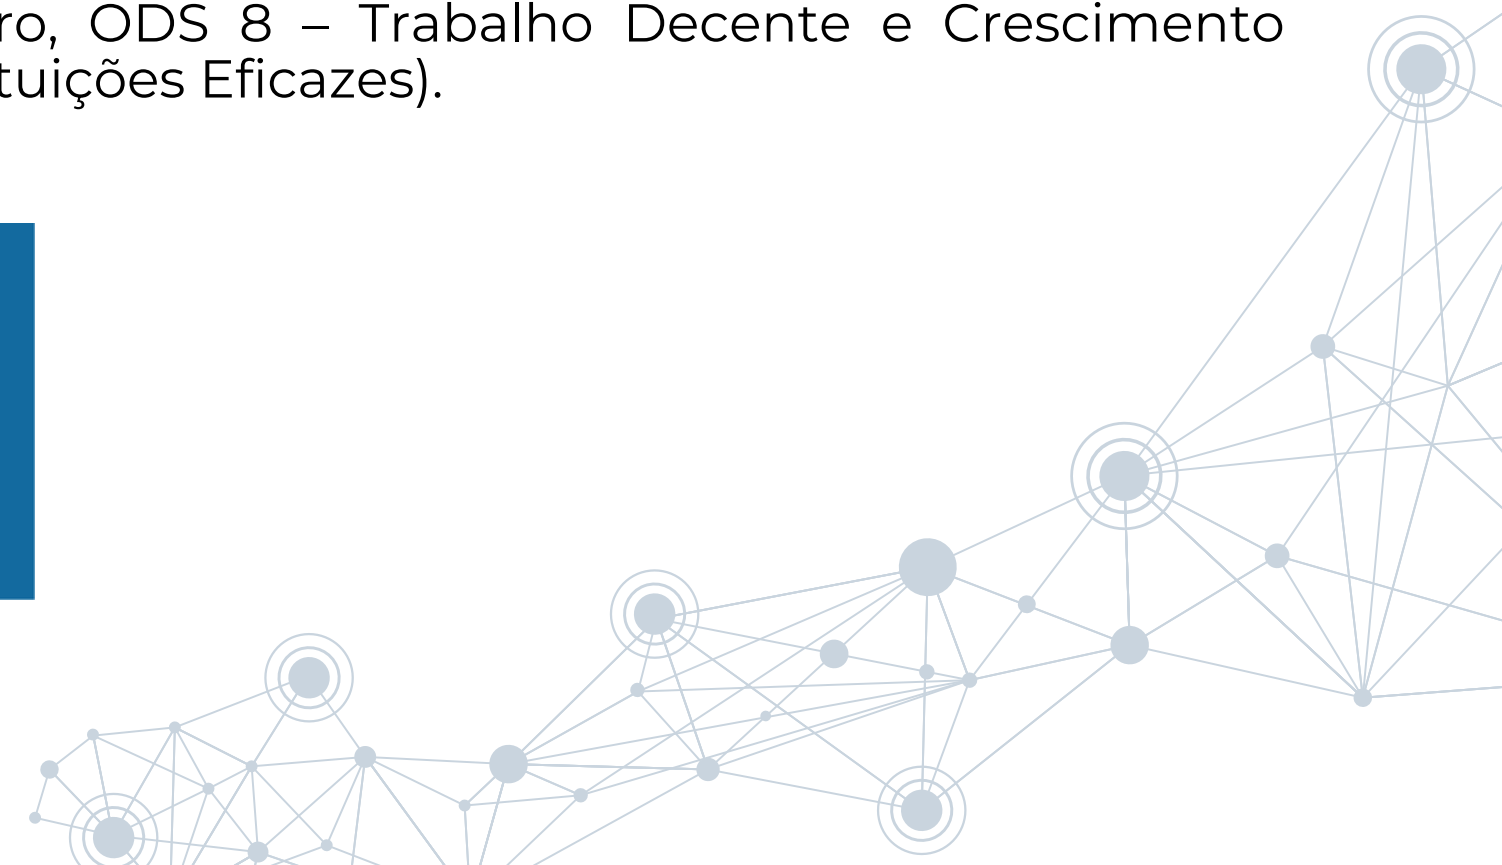 ro, ODS 8 – Trabalho Decente e Crescimento
tuições Eficazes).